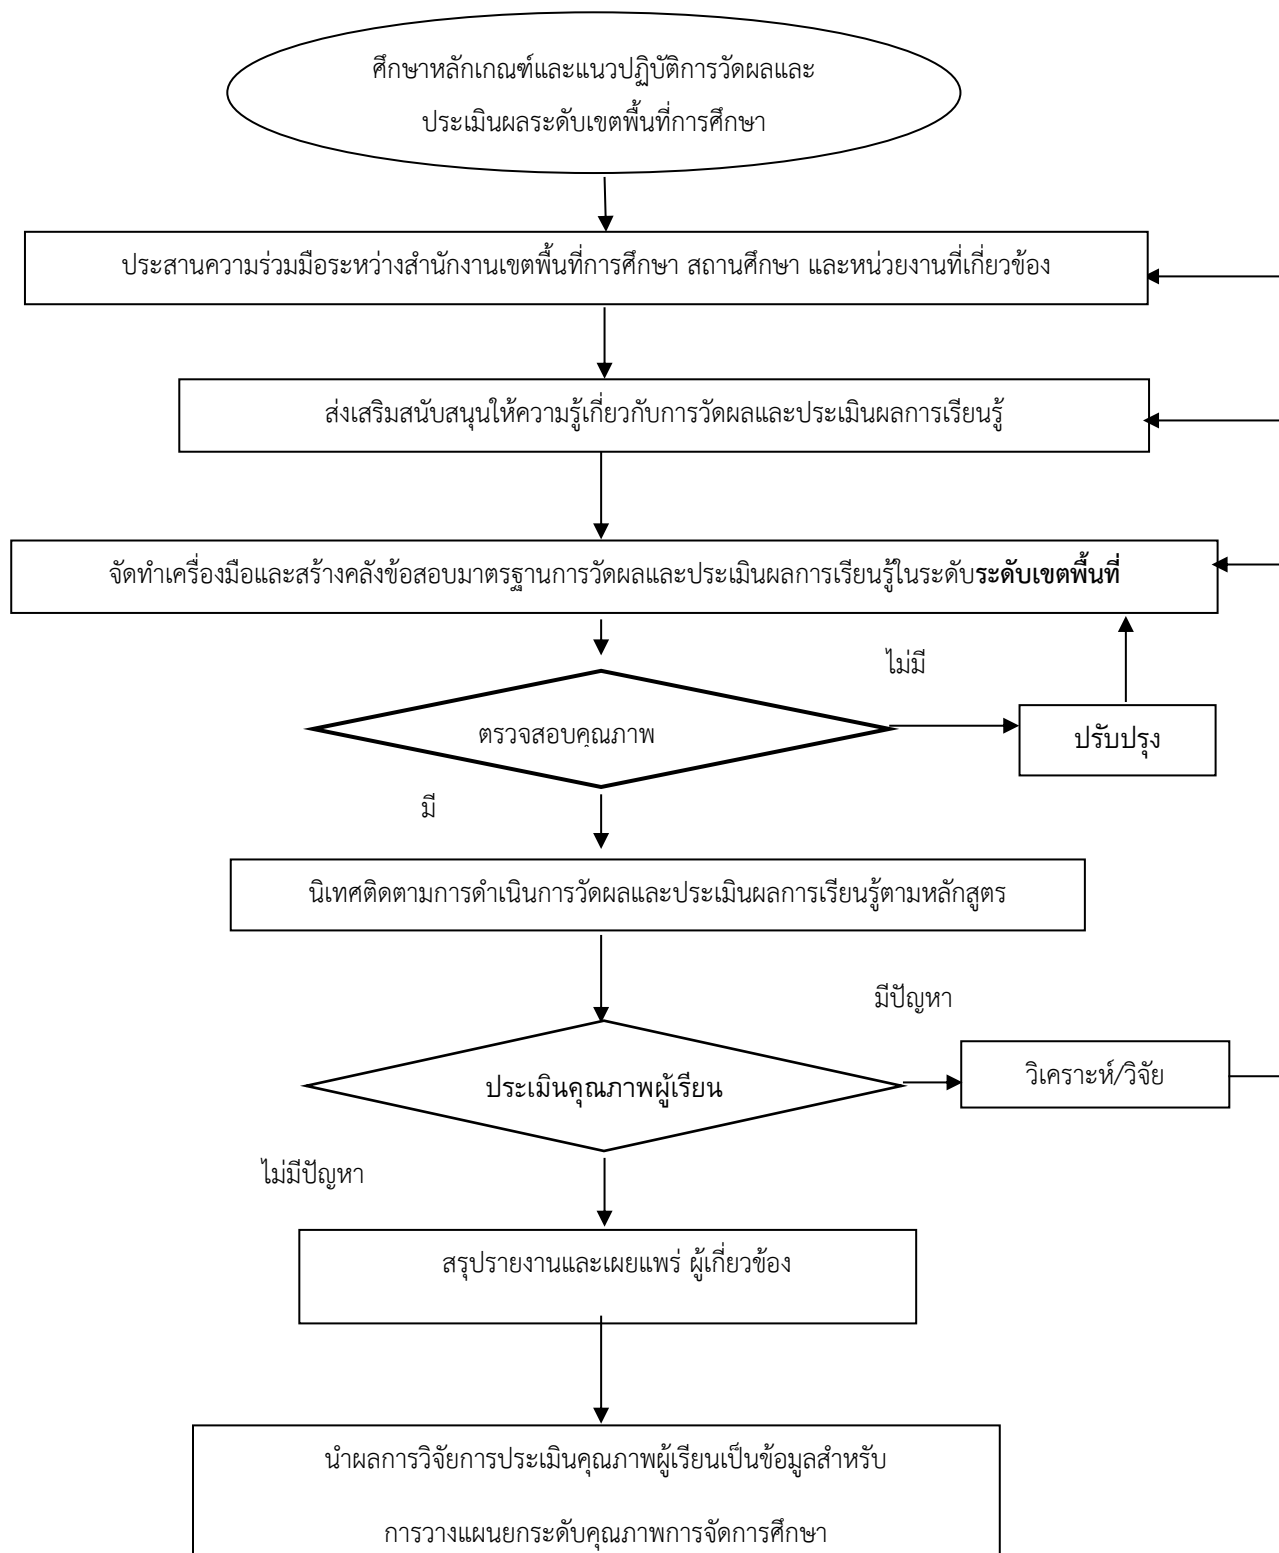 ศึกษาหลักเกณฑ์และแนวปฏิบัติการวัดผลและ
ประเมินผลระดับเขตพื้นที่การศึกษา
ประสานความร่วมมือระหว่างสำนักงานเขตพื้นที่การศึกษา สถานศึกษา และหน่วยงานที่เกี่ยวข้อง
ส่งเสริมสนับสนุนให้ความรู้เกี่ยวกับการวัดผลและประเมินผลการเรียนรู้
จัดทำเครื่องมือและสร้างคลังข้อสอบมาตรฐานการวัดผลและประเมินผลการเรียนรู้ในระดับระดับเขตพื้นที่
ไม่มี
ตรวจสอบคุณภาพ
ปรับปรุง
มี
นิเทศติดตามการดำเนินการวัดผลและประเมินผลการเรียนรู้ตามหลักสูตร
มีปัญหา
ประเมินคุณภาพผู้เรียน
วิเคราะห์/วิจัย
ไม่มีปัญหา
สรุปรายงานและเผยแพร่ ผู้เกี่ยวข้อง
นำผลการวิจัยการประเมินคุณภาพผู้เรียนเป็นข้อมูลสำหรับ
การวางแผนยกระดับคุณภาพการจัดการศึกษา